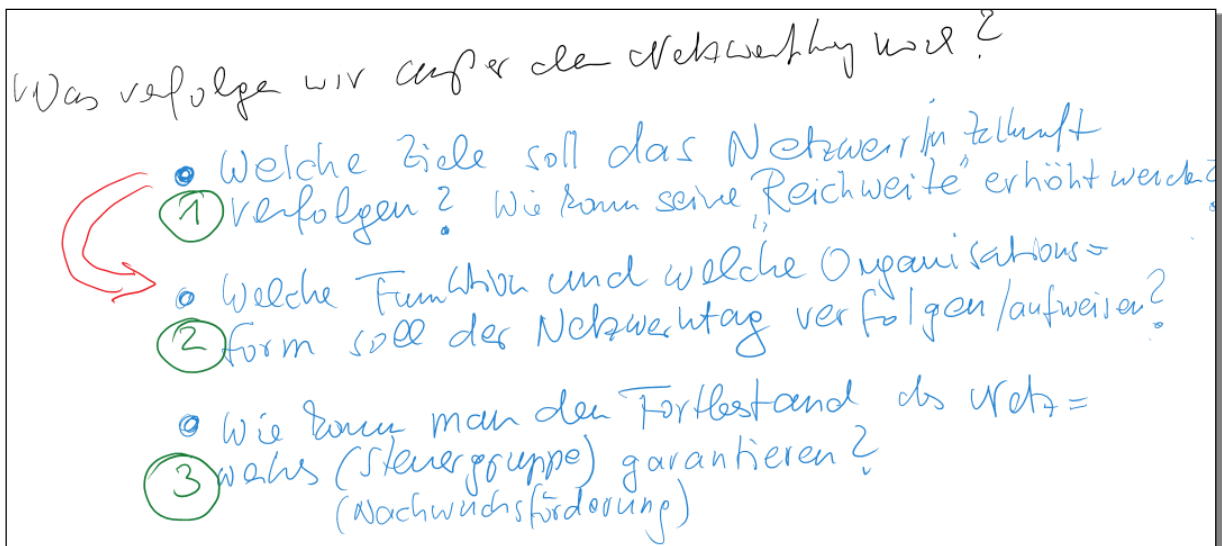 Was verfolgen wir außer dem Netzwerktag noch?
• Welche Ziele soll das Netzwerk in Zukunft
1 verfolgen? Wie kann seine „Reichweite“ erhöht werden?
• Welche Funktion und welche Organisations=
2 form soll der Netzwerktag verfolgen/aufweisen?
• Wie kann man den Fortbestand des Netz=
3 werks (Steuergruppe) garantieren?
(Nachwuchsförderung)